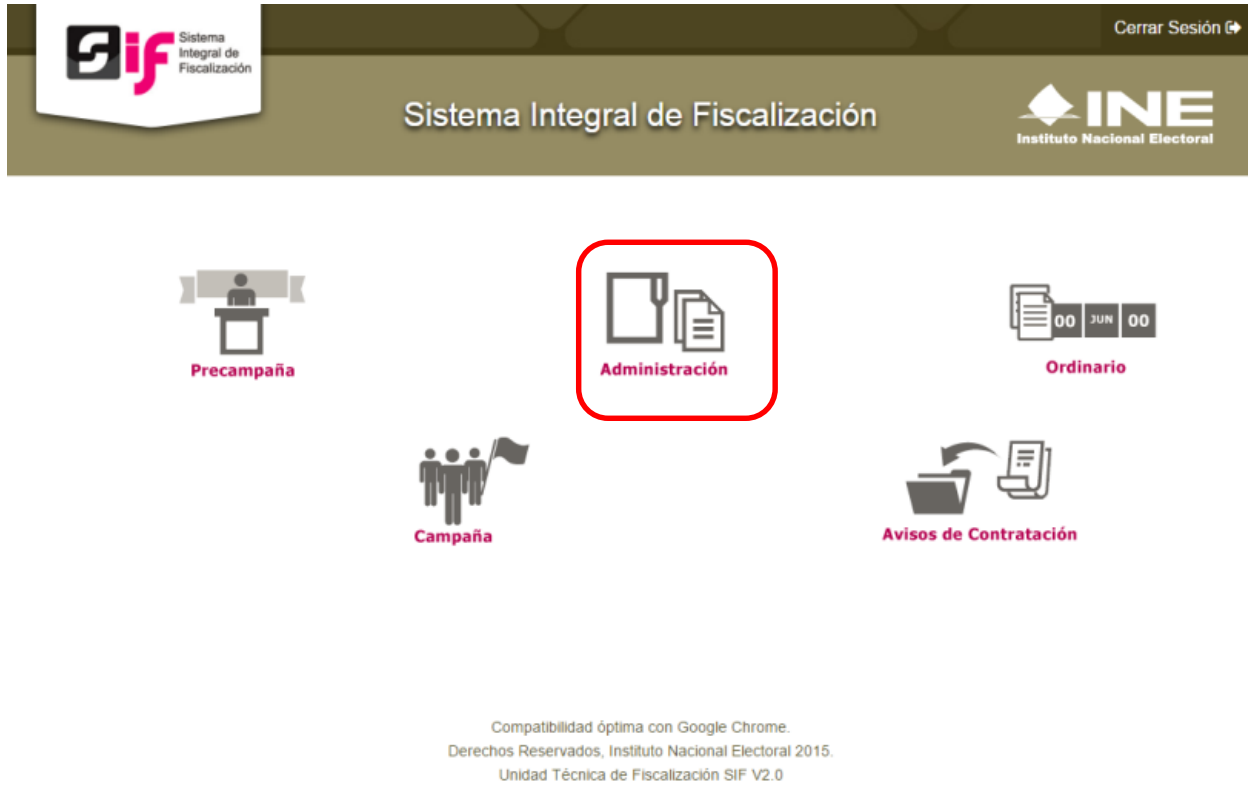 Cerrar Sesión
Sif
Sistema
Integral de
Fiscalización
Sistema Integral de Fiscalización
INE
Instituto Nacional Electoral
Precampaña
Administración
00 JUN 00
Ordinario
Campaña
Avisos de Contratación
Compatibilidad óptima con Google Chrome.
Derechos Reservados, Instituto Nacional Electoral 2015.
Unidad Técnica de Fiscalización SIF V2.0